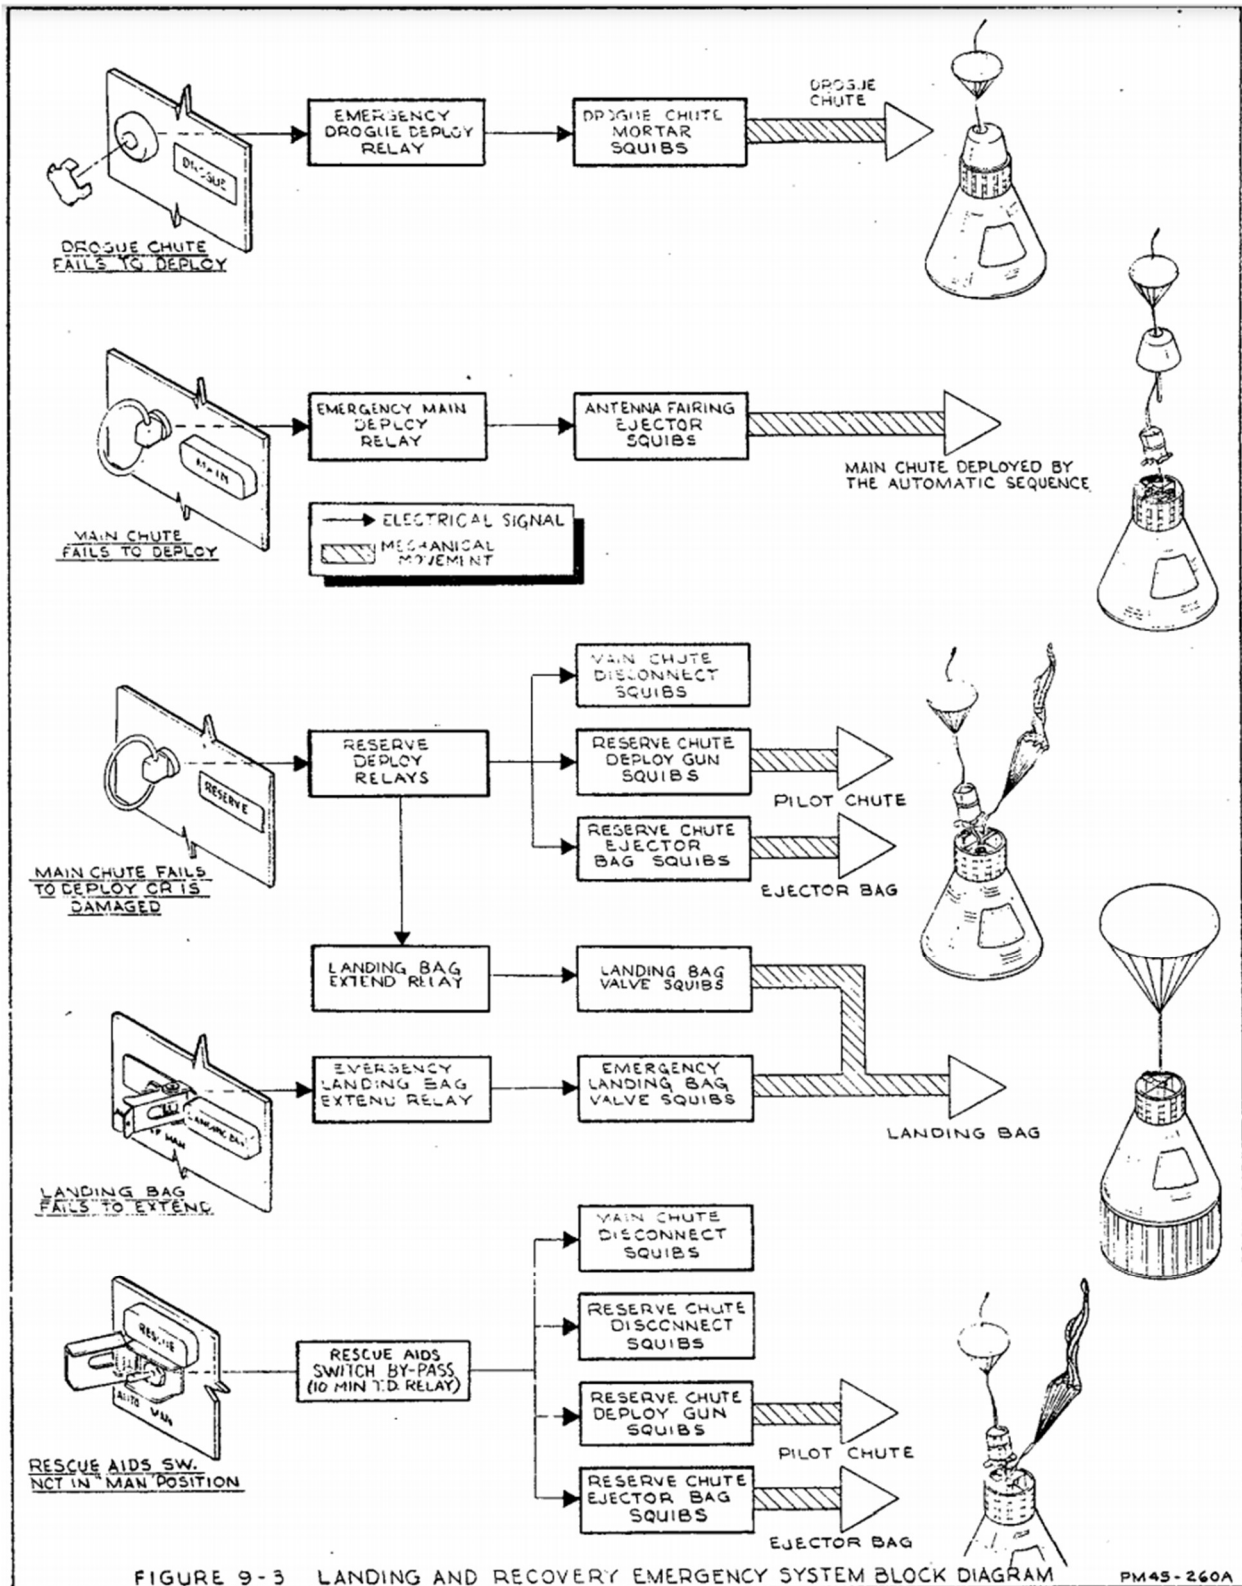 DROGUE
DROGUE CHUTE
FAILS TO DEPLOY
EMERGENCY
DROGUE DEPLOY
RELAY
DROGUE CHUTE
MORTAR
SQUIBS
DROGUE
CHUTE
MAIN
MAIN CHUTE
FAILS TO DEPLOY
EMERGENCY MAIN
DEPLOY
RELAY
ANTENNA FAIRING
EJECTOR
SQUIBS
MAIN CHUTE DEPLOYED BY
THE AUTOMATIC SEQUENCE
ELECTRICAL SIGNAL
MECHANICAL
MOVEMENT
RESERVE
MAIN CHUTE FAILS
TO DEPLOY OR IS
DAMAGED
RESERVE
DEPLOY
RELAYS
MAIN CHUTE
DISCONNECT
SQUIBS
RESERVE CHUTE
DEPLOY GUN
SQUIBS
PILOT CHUTE
RESERVE CHUTE
EJECTOR
BAG SQUIBS
EJECTOR BAG
LANDING BAG
EXTEND RELAY
LANDING BAG
VALVE SQUIBS
LANDING BAG
MAN
LANDING BAG
FAILS TO EXTEND
EMERGENCY
LANDING BAG
EXTEND RELAY
EMERGENCY
LANDING BAG
VALVE SQUIBS
LANDING BAG
RESCUE
AUTO MAN
RESCUE AIDS SW.
NOT IN "MAN" POSITION
RESCUE AIDS
SWITCH BY-PASS
(10 MIN T.D. RELAY)
MAIN CHUTE
DISCONNECT
SQUIBS
RESERVE CHUTE
DISCONNECT
SQUIBS
RESERVE CHUTE
DEPLOY GUN
SQUIBS
PILOT CHUTE
RESERVE CHUTE
EJECTOR BAG
SQUIBS
EJECTOR BAG
FIGURE 9-3 LANDING AND RECOVERY EMERGENCY SYSTEM BLOCK DIAGRAM
PM45-260A